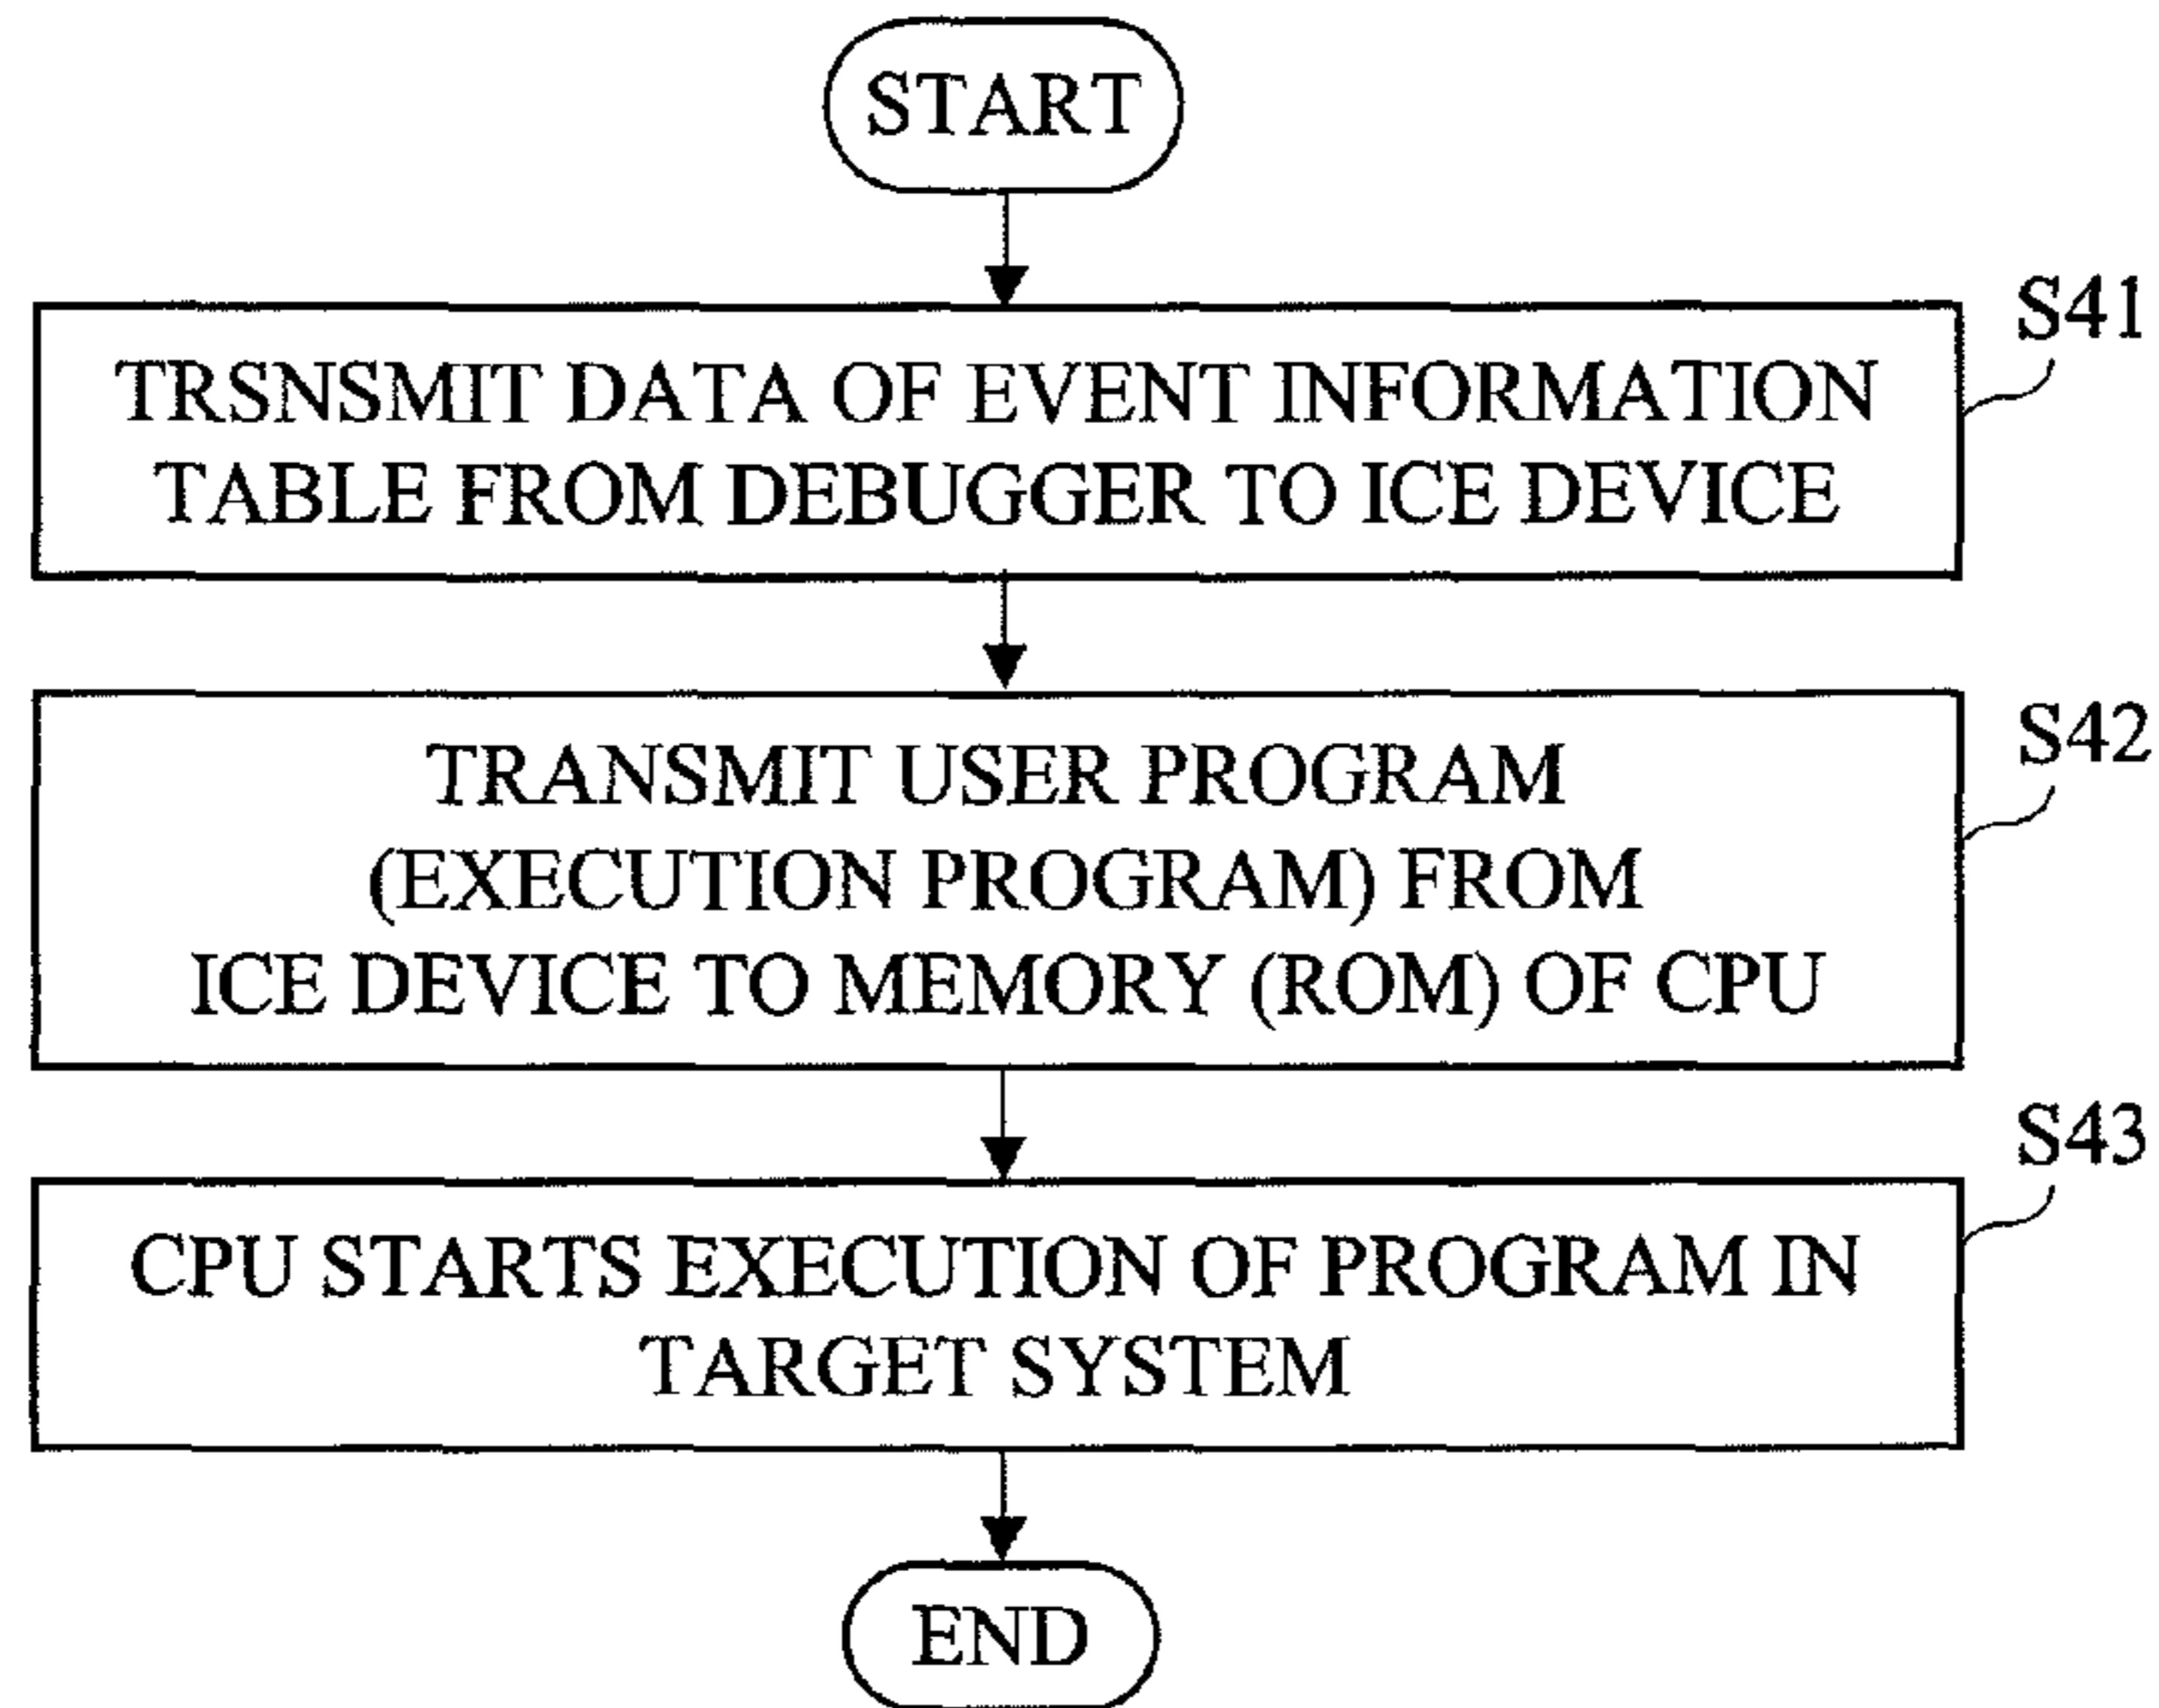 START
S41
TRSNSMIT DATA OF EVENT INFORMATION
TABLE FROM DEBUGGER TO ICE DEVICE
S42
TRANSMIT USER PROGRAM
(EXECUTION PROGRAM) FROM
ICE DEVICE TO MEMORY (ROM) OF CPU
S43
CPU STARTS EXECUTION OF PROGRAM IN
TARGET SYSTEM
END